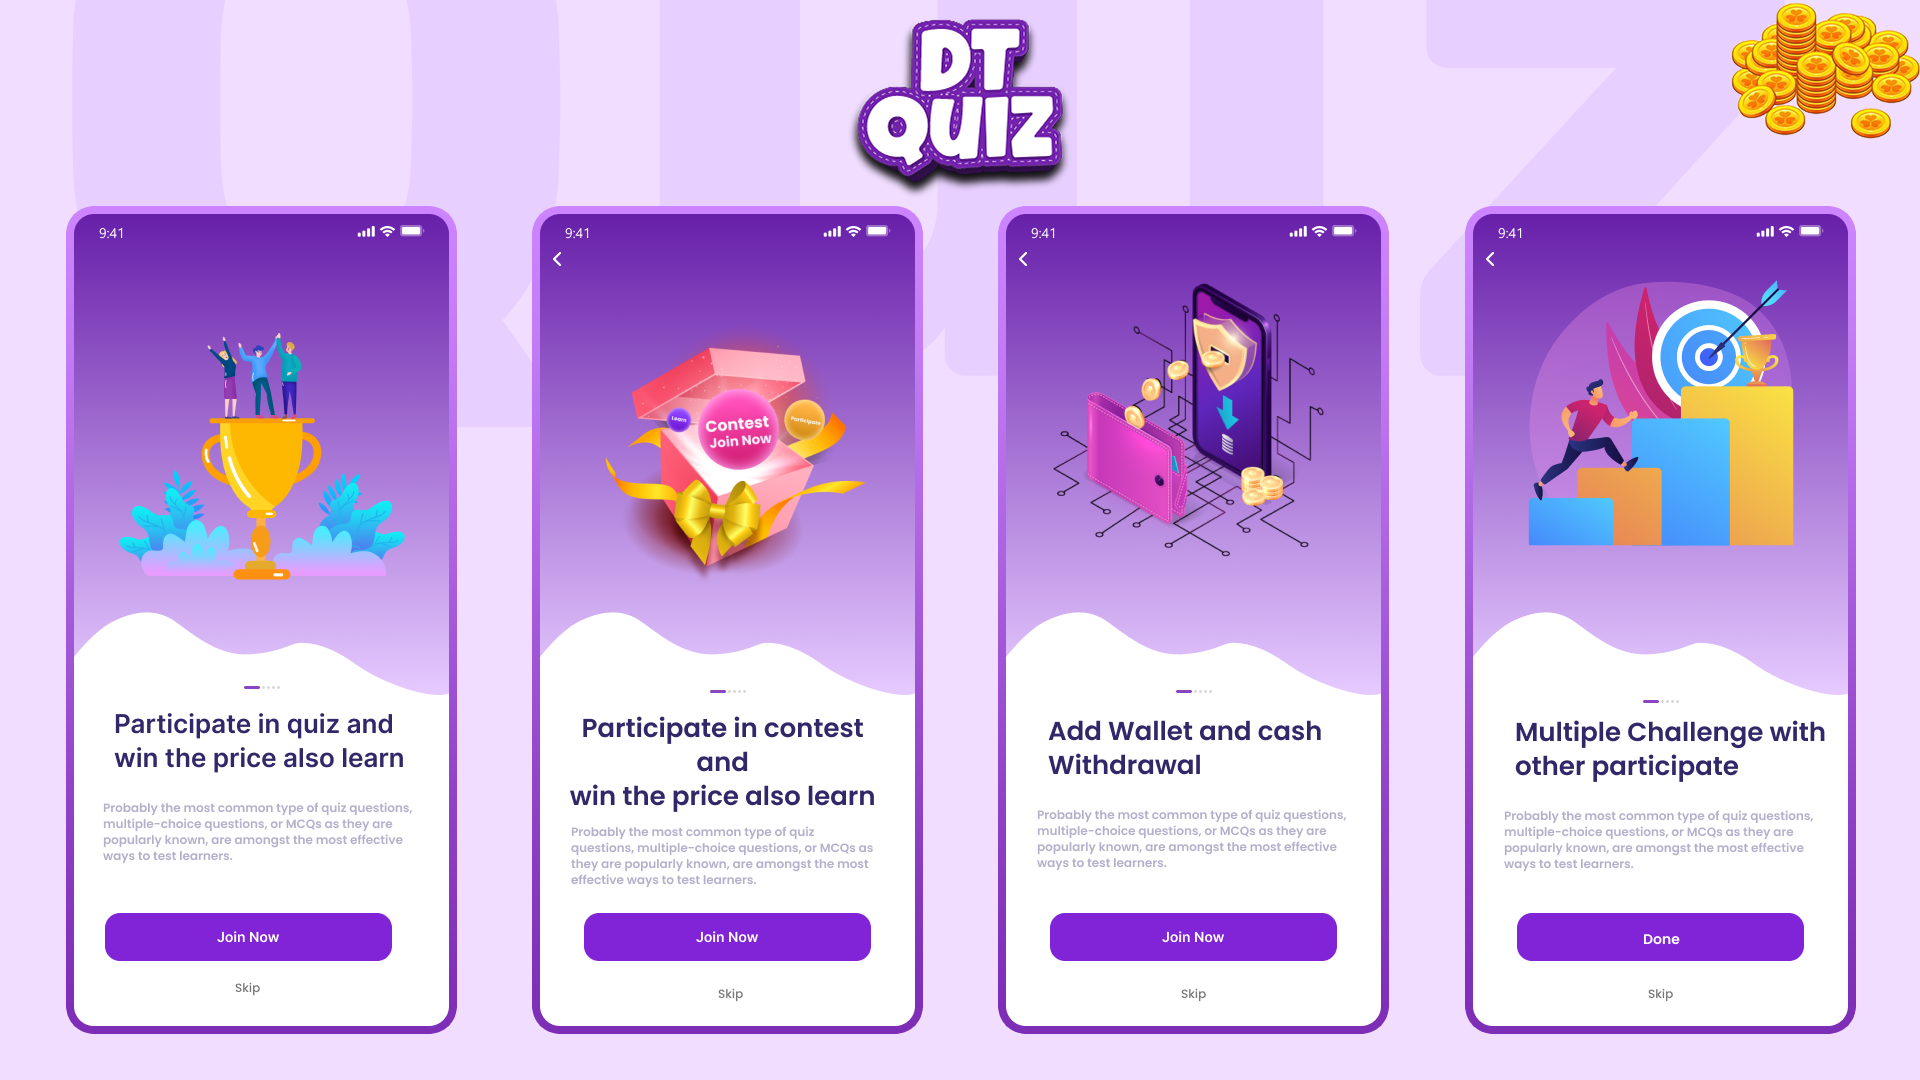 DT
QUIZ
9:41
Participate in quiz and
win the price also learn
Probably the most common type of quiz questions,
multiple-choice questions, or MCQs as they are
popularly known, are amongst the most effective
ways to test learners.
Join Now
Skip
9:41
Learn
Contest
Join Now
Participate
Participate in contest
and
win the price also learn
Probably the most common type of quiz
questions, multiple-choice questions, or MCQs as
they are popularly known, are amongst the most
effective ways to test learners.
Join Now
Skip
9:41
Add Wallet and cash
Withdrawal
Probably the most common type of quiz questions,
multiple-choice questions, or MCQs as they are
popularly known, are amongst the most effective
ways to test learners.
Join Now
Skip
9:41
Multiple Challenge with
other participate
Probably the most common type of quiz questions,
multiple-choice questions, or MCQs as they are
popularly known, are amongst the most effective
ways to test learners.
Done
Skip